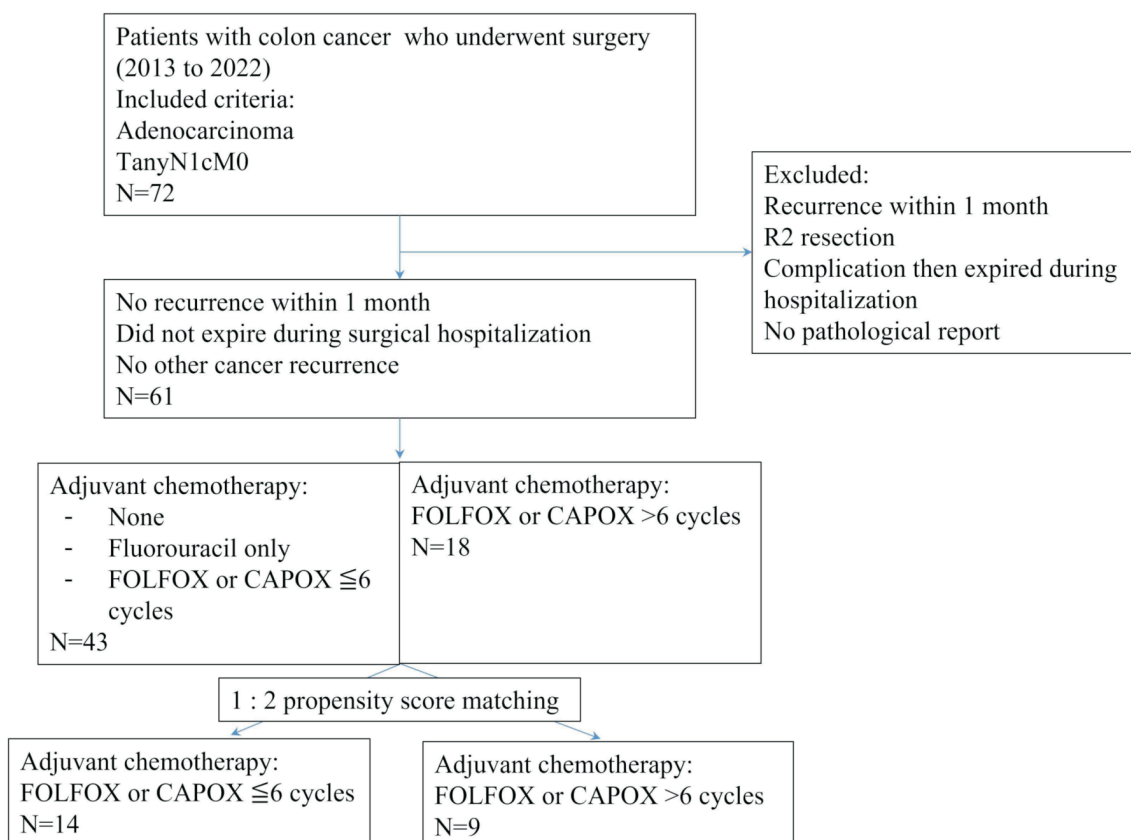 Patients with colon cancer who underwent surgery
(2013 to 2022)
Included criteria:
Adenocarcinoma
TanyN1cM0
N=72
Excluded:
Recurrence within 1 month
R2 resection
Complication then expired during
hospitalization
No pathological report
No recurrence within 1 month
Did not expire during surgical hospitalization
No other cancer recurrence
N=61
Adjuvant chemotherapy:
- None
- Fluorouracil only
- FOLFOX or CAPOX ≦6
cycles
N=43
Adjuvant chemotherapy:
FOLFOX or CAPOX >6 cycles
N=18
1 : 2 propensity score matching
Adjuvant chemotherapy:
FOLFOX or CAPOX ≦6 cycles
N=14
Adjuvant chemotherapy:
FOLFOX or CAPOX >6 cycles
N=9